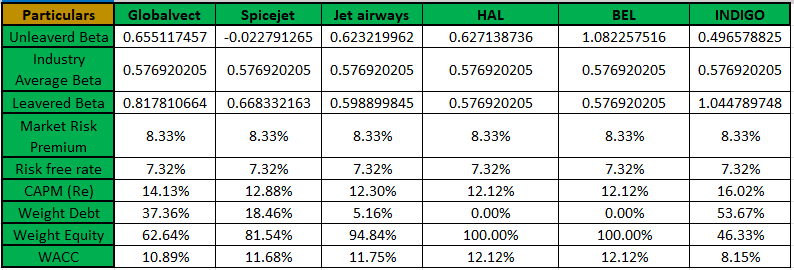 Particulars Globalvect Spicejet Jet airways HAL BEL INDIGO
Unleaverd Beta 0.655117457 -0.022791265 0.623219962 0.627138736 1.082257516 0.496578825
Industry
Average Beta 0.576920205 0.576920205 0.576920205 0.576920205 0.576920205 0.576920205
Leavered Beta 0.817810664 0.668332163 0.598899845 0.576920205 0.576920205 1.044789748
Market Risk
Premium 8.33% 8.33% 8.33% 8.33% 8.33% 8.33%
Risk free rate 7.32% 7.32% 7.32% 7.32% 7.32% 7.32%
CAPM (Re) 14.13% 12.88% 12.30% 12.12% 12.12% 16.02%
Weight Debt 37.36% 18.46% 5.16% 0.00% 0.00% 53.67%
Weight Equity 62.64% 81.54% 94.84% 100.00% 100.00% 46.33%
WACC 10.89% 11.68% 11.75% 12.12% 12.12% 8.15%